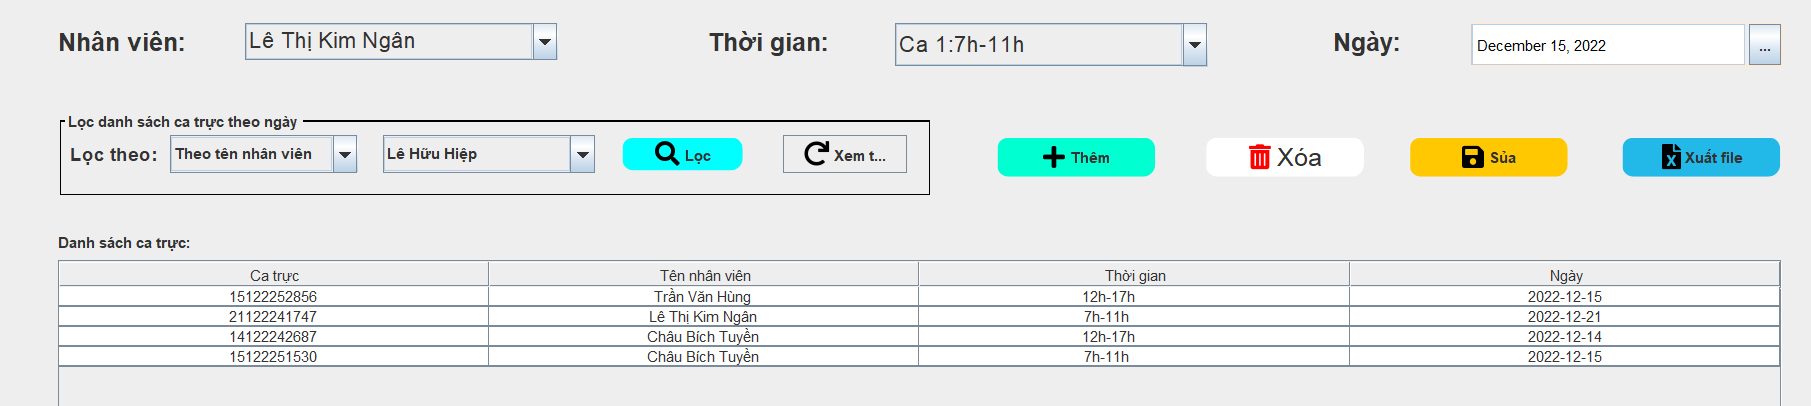 Nhân viên: Lê Thị Kim Ngân Thời gian: Ca 1:7h-11h Ngày: December 15, 2022 ...
Lọc danh sách ca trực theo ngày
Lọc theo: Theo tên nhân viên Lê Hữu Hiệp Lọc Xem t... Thêm Xóa Sủa Xuất file
Danh sách ca trực:
Ca trực Tên nhân viên Thời gian Ngày
15122252856 Trần Văn Hùng 12h-17h 2022-12-15
21122241747 Lê Thị Kim Ngân 7h-11h 2022-12-21
14122242687 Châu Bích Tuyền 12h-17h 2022-12-14
15122251530 Châu Bích Tuyền 7h-11h 2022-12-15